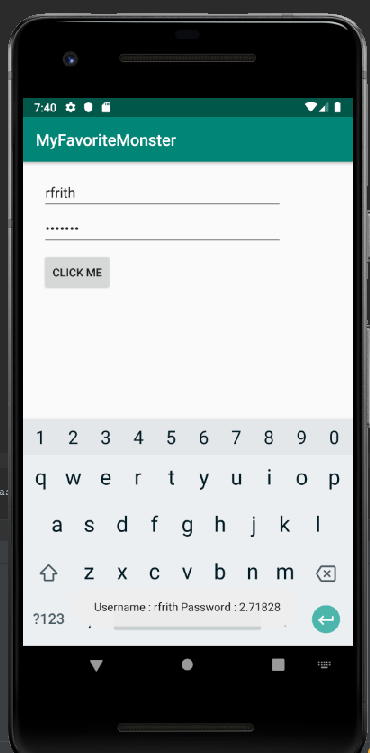 7:40
MyFavoriteMonster
rfrith
•••••••
CLICK ME
1 2 3 4 5 6 7 8 9 0
q w e r t y u i o p
a s d f g h j k l
z x c v b n m
Username : rfrith Password : 2.71828
?123 , .